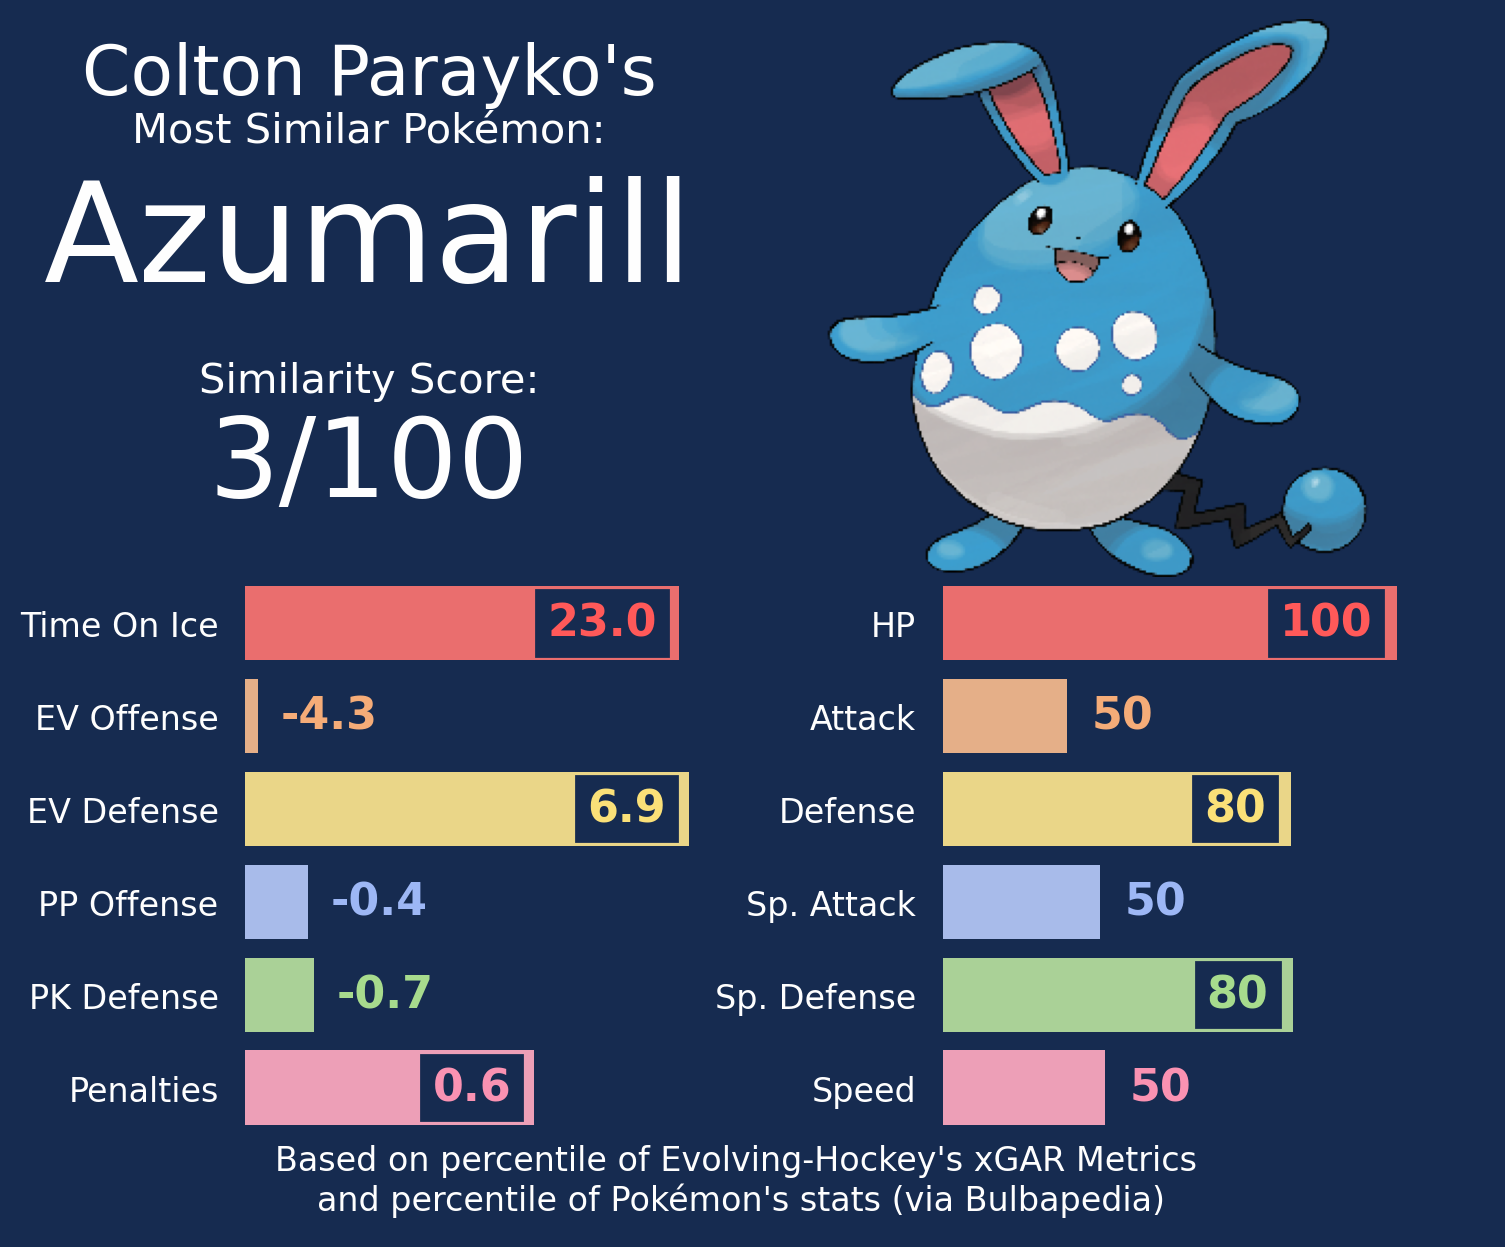 Colton Parayko's
Most Similar Pokémon:
Azumarill
Similarity Score:
3/100
Time On Ice 23.0
EV Offense -4.3
EV Defense 6.9
PP Offense -0.4
PK Defense -0.7
Penalties 0.6
HP 100
Attack 50
Defense 80
Sp. Attack 50
Sp. Defense 80
Speed 50
Based on percentile of Evolving-Hockey's xGAR Metrics
and percentile of Pokémon's stats (via Bulbapedia)